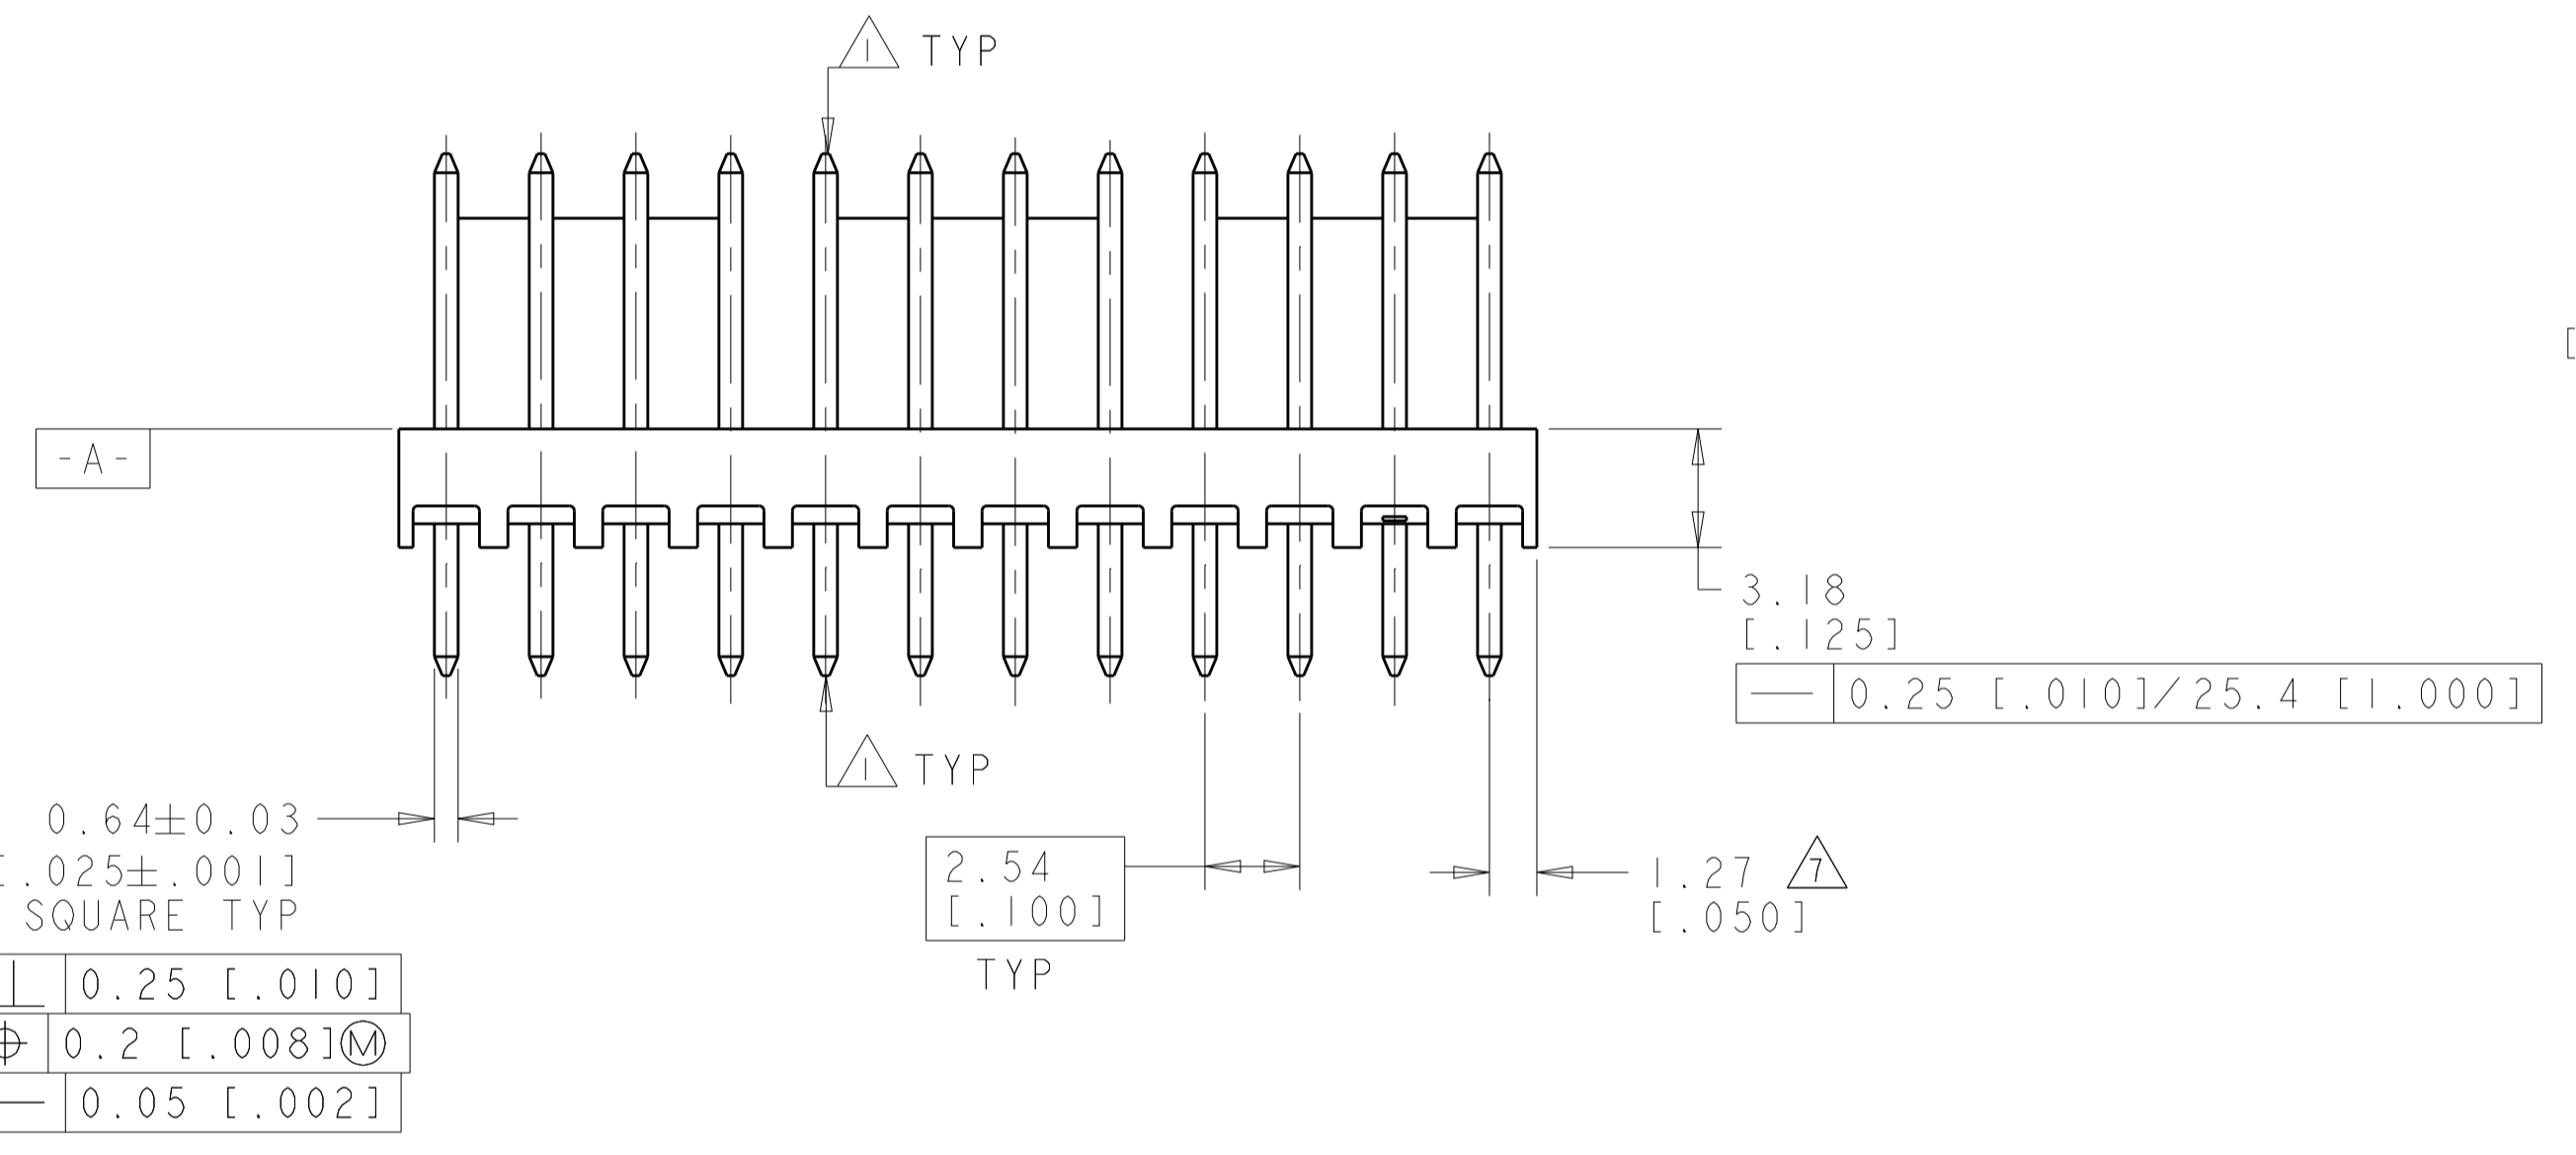 1 TYP
-A-
3.18
[.125]
0.25 [.010]/25.4 [1.000]
1 TYP
0.64±0.03
[.025±.001]
SQUARE TYP
2.54
[.100]
TYP
1.27 7
[.050]
0.25 [.010]
0.2 [.008]Ⓜ
0.05 [.002]